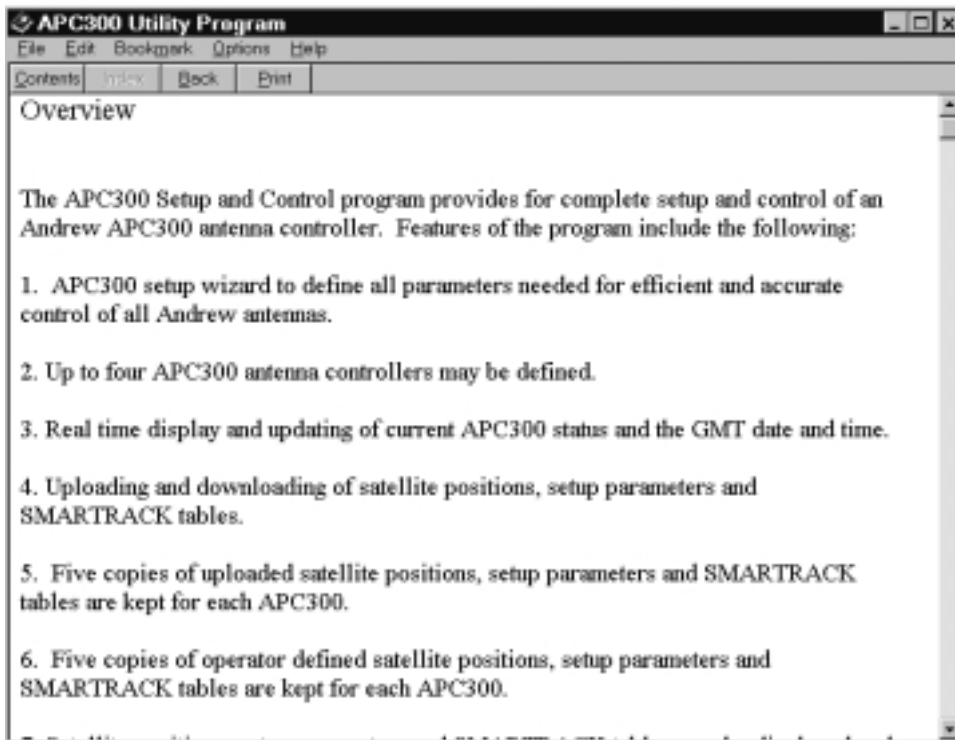 APC300 Utility Program
File Edit Bookmark Options Help
Contents Index Back Print
Overview
The APC300 Setup and Control program provides for complete setup and control of an
Andrew APC300 antenna controller. Features of the program include the following:
1. APC300 setup wizard to define all parameters needed for efficient and accurate
control of all Andrew antennas.
2. Up to four APC300 antenna controllers may be defined.
3. Real time display and updating of current APC300 status and the GMT date and time.
4. Uploading and downloading of satellite positions, setup parameters and
SMARTRACK tables.
5. Five copies of uploaded satellite positions, setup parameters and SMARTRACK
tables are kept for each APC300.
6. Five copies of operator defined satellite positions, setup parameters and
SMARTRACK tables are kept for each APC300.